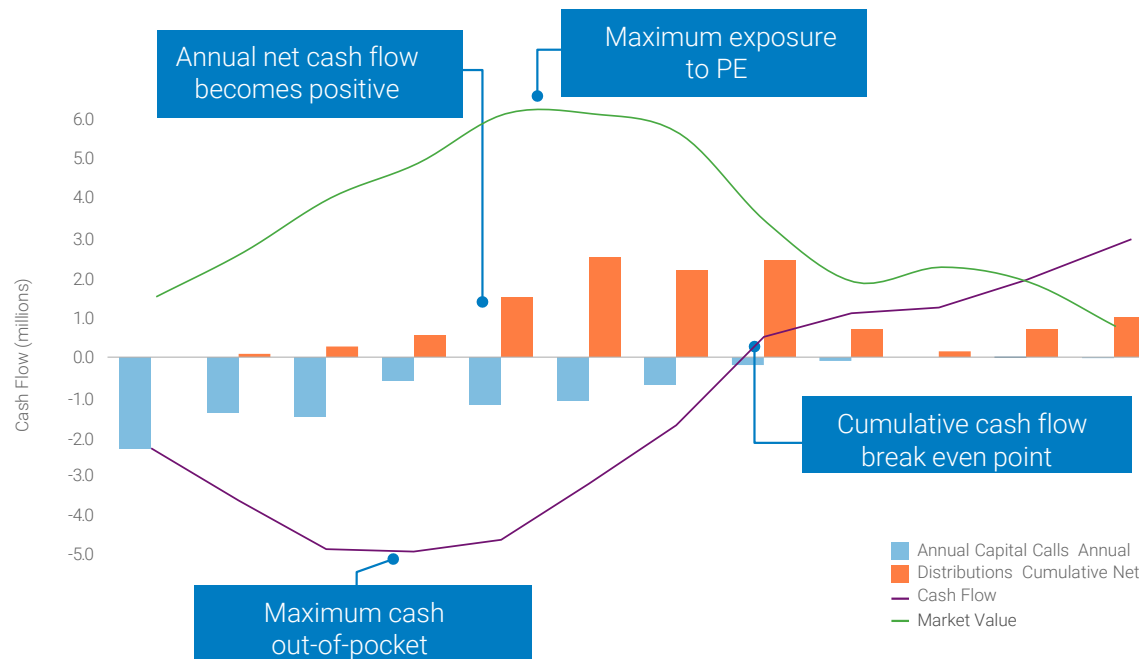 Maximum exposure
to PE
Annual net cash flow
becomes positive
6.0
5.0
4.0
3.0
2.0
1.0
0.0
-1.0
-2.0
-3.0
-4.0
-5.0
Cash Flow (millions)
Cumulative cash flow
break even point
Maximum cash
out-of-pocket
Annual Capital Calls Annual
Distributions Cumulative Net
Cash Flow
Market Value